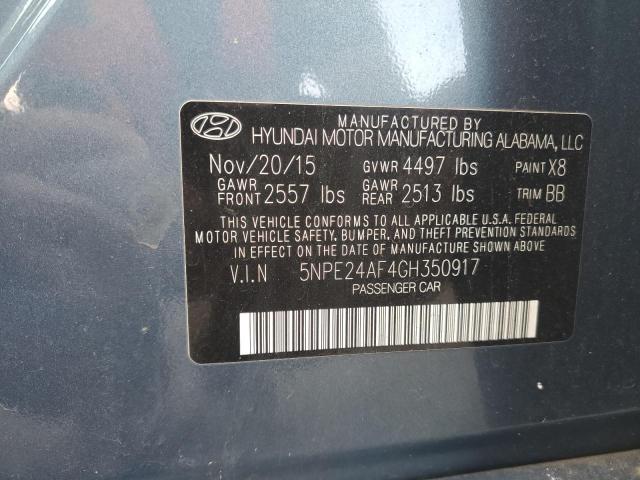 MANUFACTURED BY
HYUNDAI MOTOR MANUFACTURING ALABAMA, LLC
Nov/20/15 GVWR 4497 lbs PAINT X8
GAWR FRONT 2557 lbs GAWR REAR 2513 lbs TRIM BB
THIS VEHICLE CONFORMS TO ALL APPLICABLE U.S.A. FEDERAL
MOTOR VEHICLE SAFETY, BUMPER, AND THEFT PREVENTION
STANDARDS IN EFFECT ON THE DATE OF MANUFACTURE SHOWN ABOVE
V.I.N 5NPE24AF4GH350917
PASSENGER CAR